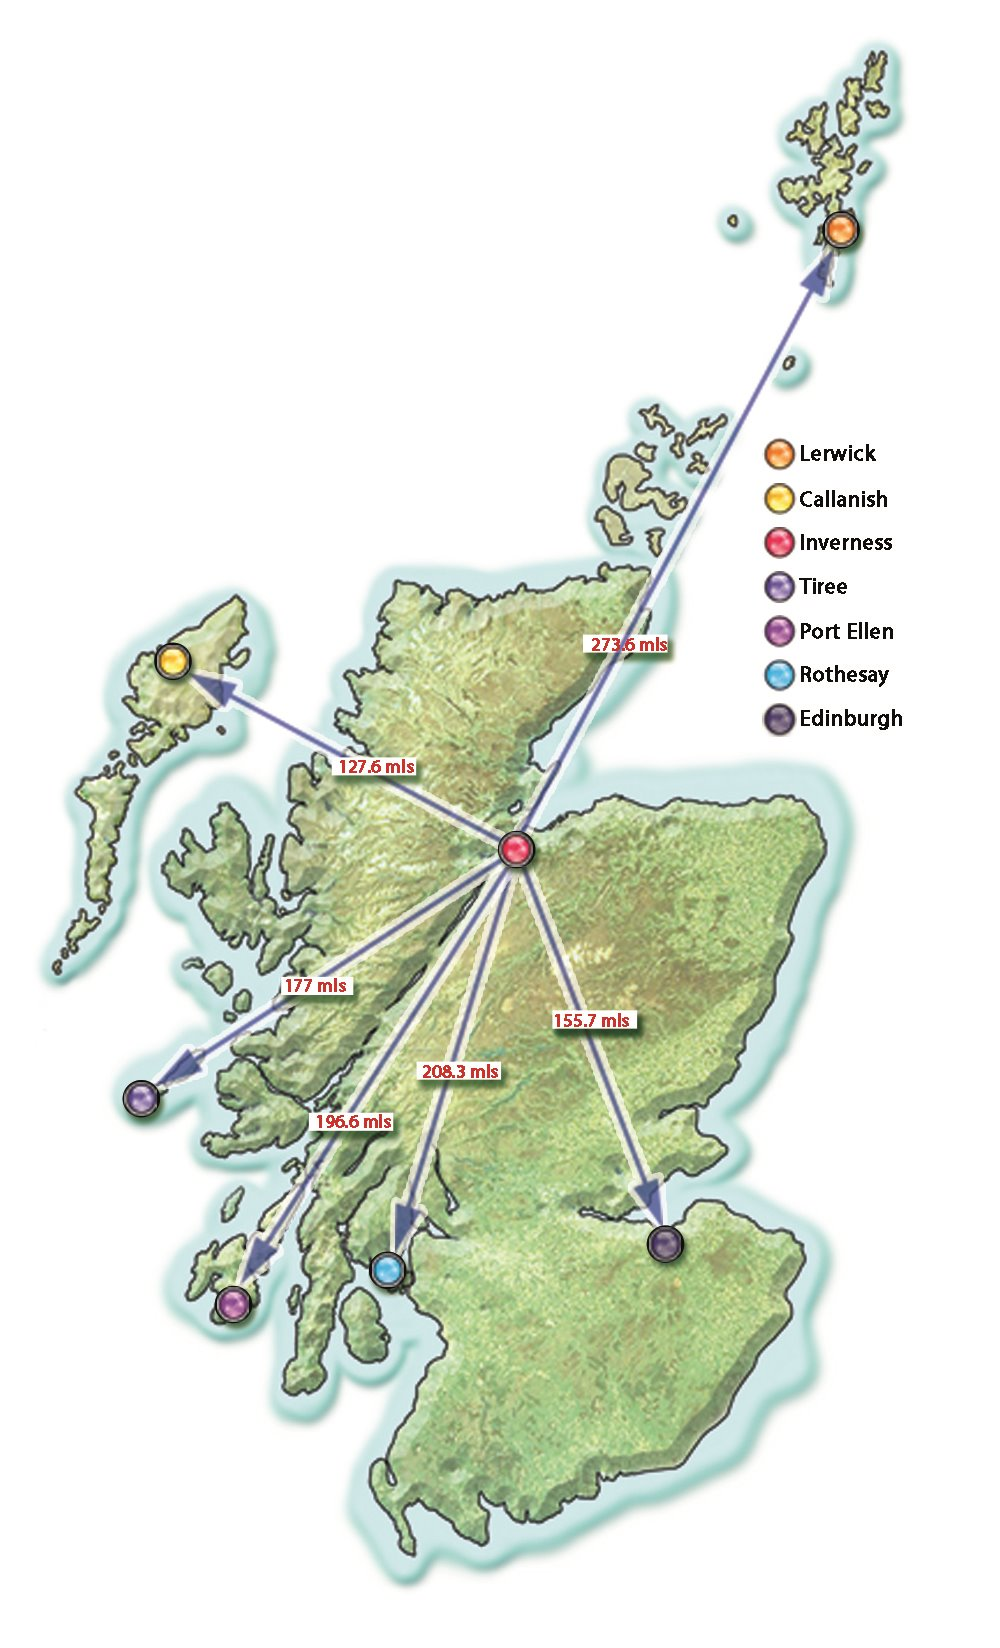 Lerwick
Callanish
Inverness
Tiree
Port Ellen
Rothesay
Edinburgh
273.6 mls
127.6 mls
177 mls
155.7 mls
208.3 mls
196.6 mls